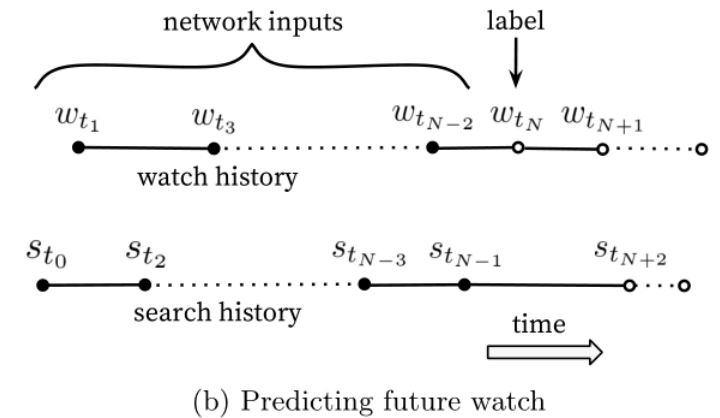 network inputs label
w_{t_1} w_{t_3} w_{t_{N-2}} w_{t_N} w_{t_{N+1}}
watch history
s_{t_0} s_{t_2} s_{t_{N-3}} s_{t_{N-1}} s_{t_{N+2}}
search history
time
(b) Predicting future watch